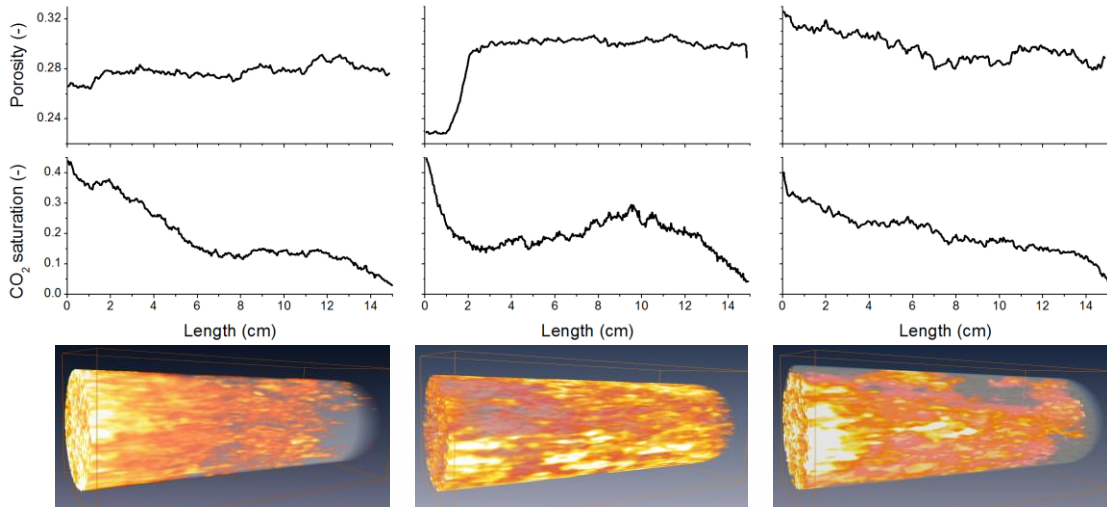 Porosity (-)
0.32
0.28
0.24
CO2 saturation (-)
0.4
0.3
0.2
0.1
0.0
0 2 4 6 8 10 12 14
0 2 4 6 8 10 12 14
0 2 4 6 8 10 12 14
Length (cm)
Length (cm)
Length (cm)